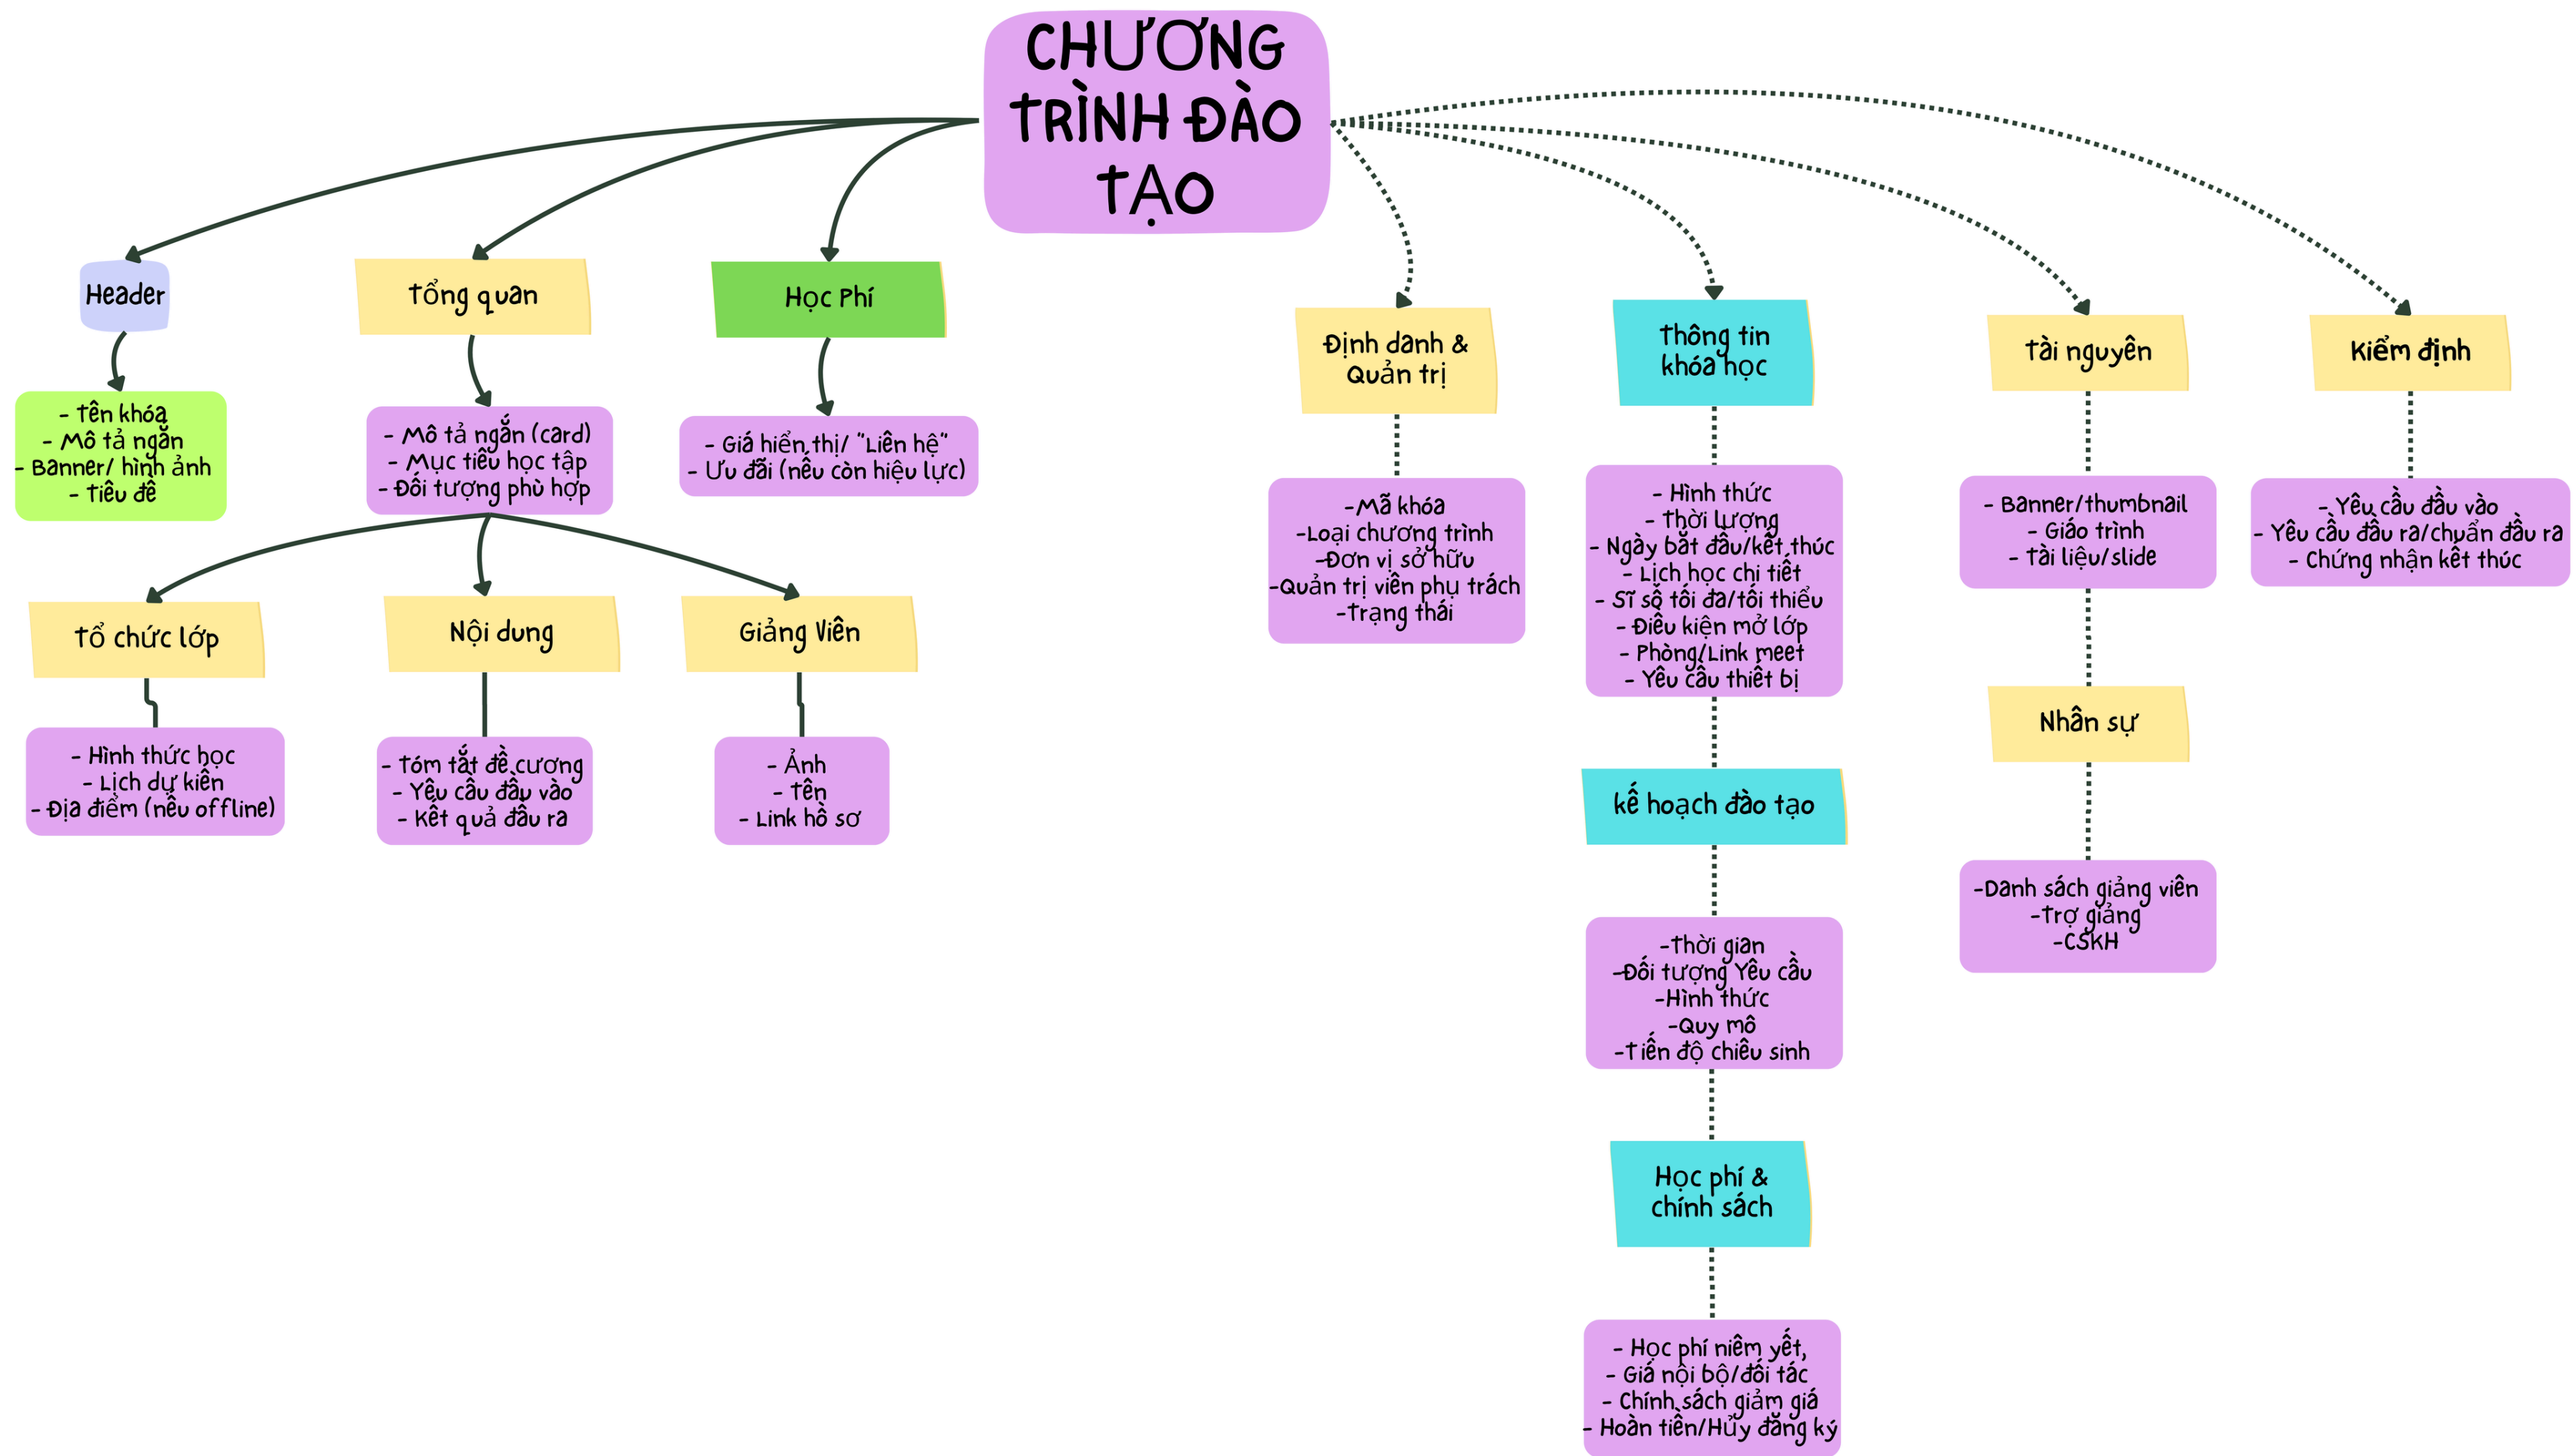 CHƯƠNG
TRÌNH ĐÀO
TẠO
Header
- Tên khóa
- Mô tả ngắn
- Banner/ hình ảnh
- Tiêu đề
Tổng quan
- Mô tả ngắn (card)
- Mục tiêu học tập
- Đối tượng phù hợp
Học Phí
- Giá hiển thị/ "Liên hệ"
- Ưu đãi (nếu còn hiệu lực)
Tổ chức lớp
- Hình thức học
- Lịch dự kiến
- Địa điểm (nếu offline)
Nội dung
- Tóm tắt đề cương
- Yêu cầu đầu vào
- Kết quả đầu ra
Giảng Viên
- Ảnh
- Tên
- Link hồ sơ
Định danh &
Quản trị
-Mã khóa
-Loại chương trình
-Đơn vị sở hữu
-Quản trị viên phụ trách
-Trạng thái
Thông tin
khóa học
- Hình thức
- Thời lượng
- Ngày bắt đầu/kết thúc
- Lịch học chi tiết
- Sĩ số tối đa/tối thiểu
- Điều kiện mở lớp
- Phòng/Link meet
- Yêu cầu thiết bị
kế hoạch đào tạo
-Thời gian
-Đối tượng Yêu cầu
-Hình thức
-Quy mô
-Tiến độ chiêu sinh
Học phí &
chính sách
- Học phí niêm yết,
- Giá nội bộ/đối tác
- Chính sách giảm giá
- Hoàn tiền/Hủy đăng ký
Tài nguyên
- Banner/thumbnail
- Giáo trình
- Tài liệu/slide
Nhân sự
-Danh sách giảng viên
-Trợ giảng
-CSKH
Kiểm định
- Yêu cầu đầu vào
- Yêu cầu đầu ra/chuẩn đầu ra
- Chứng nhận kết thúc